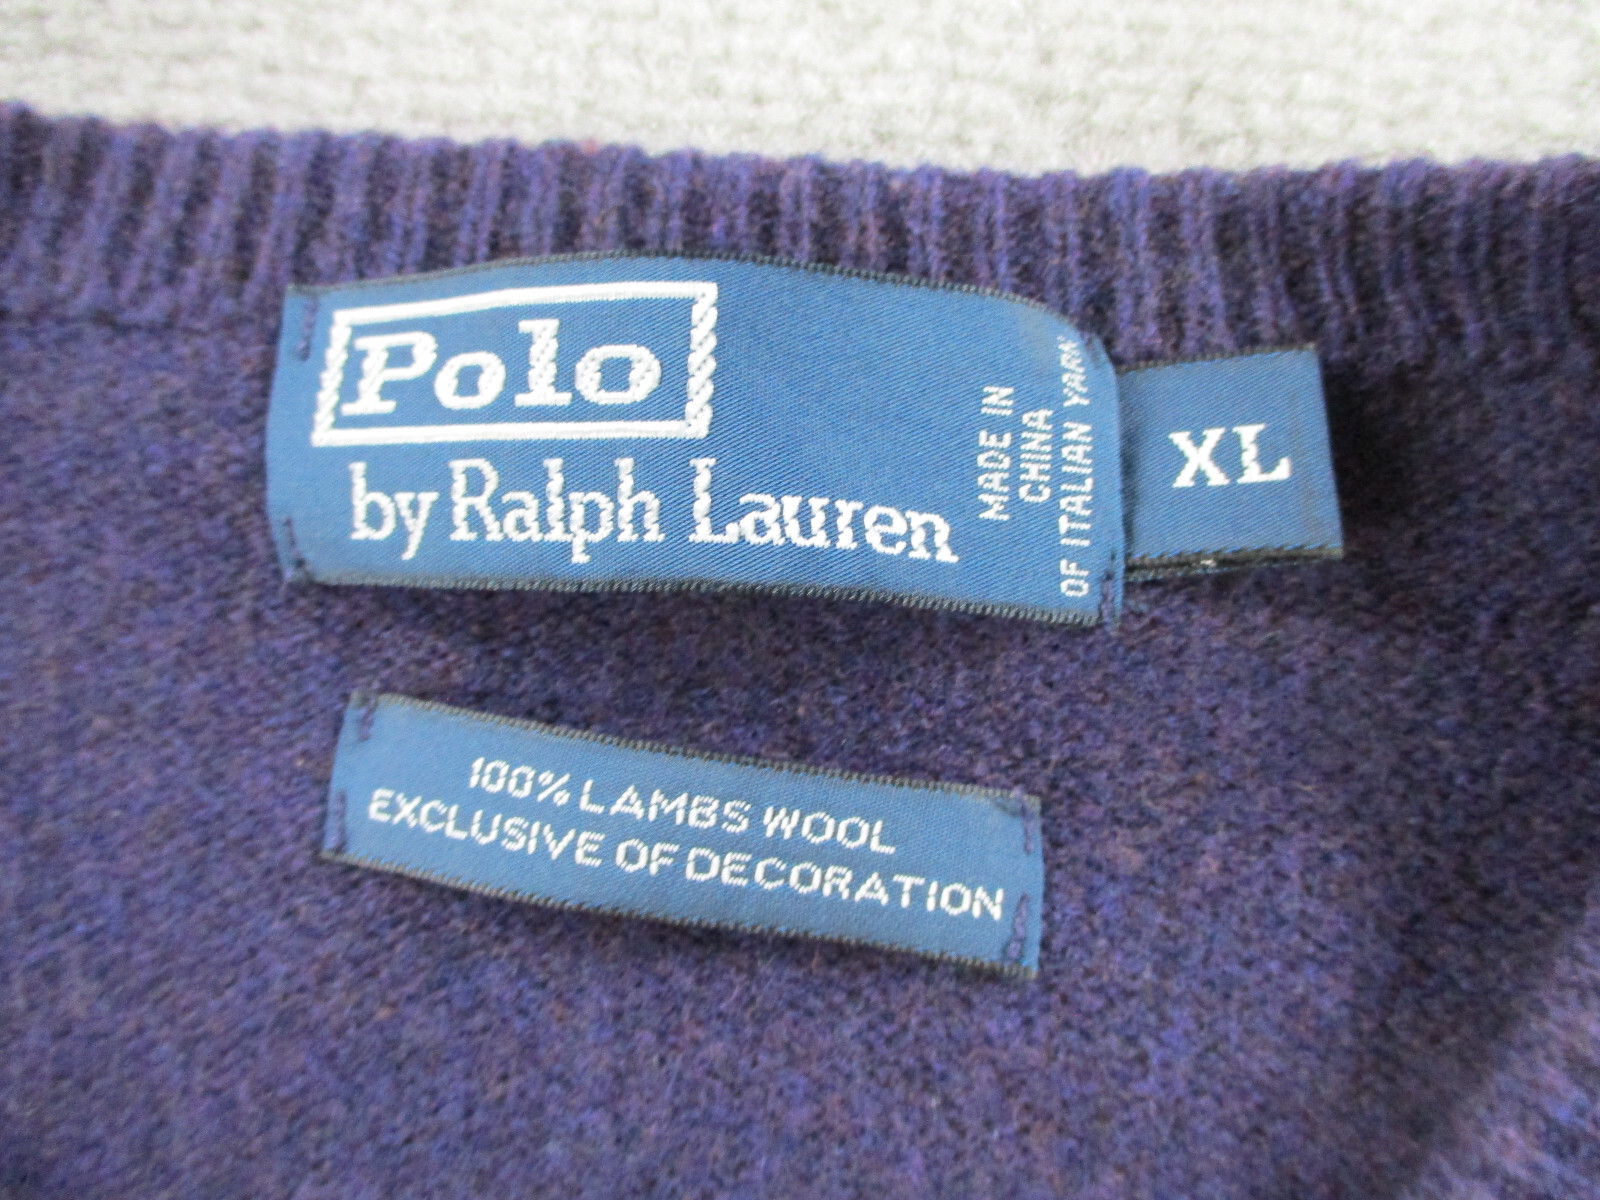 Polo
by Ralph Lauren
MADE IN
CHINA
OF ITALIAN YARN
XL
100% LAMBS WOOL
EXCLUSIVE OF DECORATION